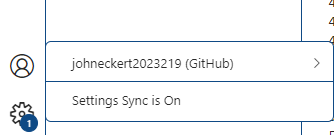 johneckert2023219 (GitHub)
Settings Sync is On
1